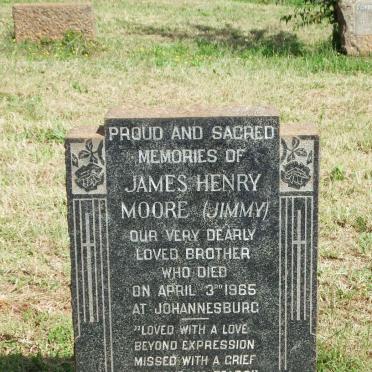 PROUD AND SACRED
MEMORIES OF
JAMES HENRY
MOORE (JIMMY)
OUR VERY DEARLY
LOVED BROTHER
WHO DIED
ON APRIL 3RD 1965
AT JOHANNESBURG
"LOVED WITH A LOVE
BEYOND EXPRESSION
MISSED WITH A GRIEF